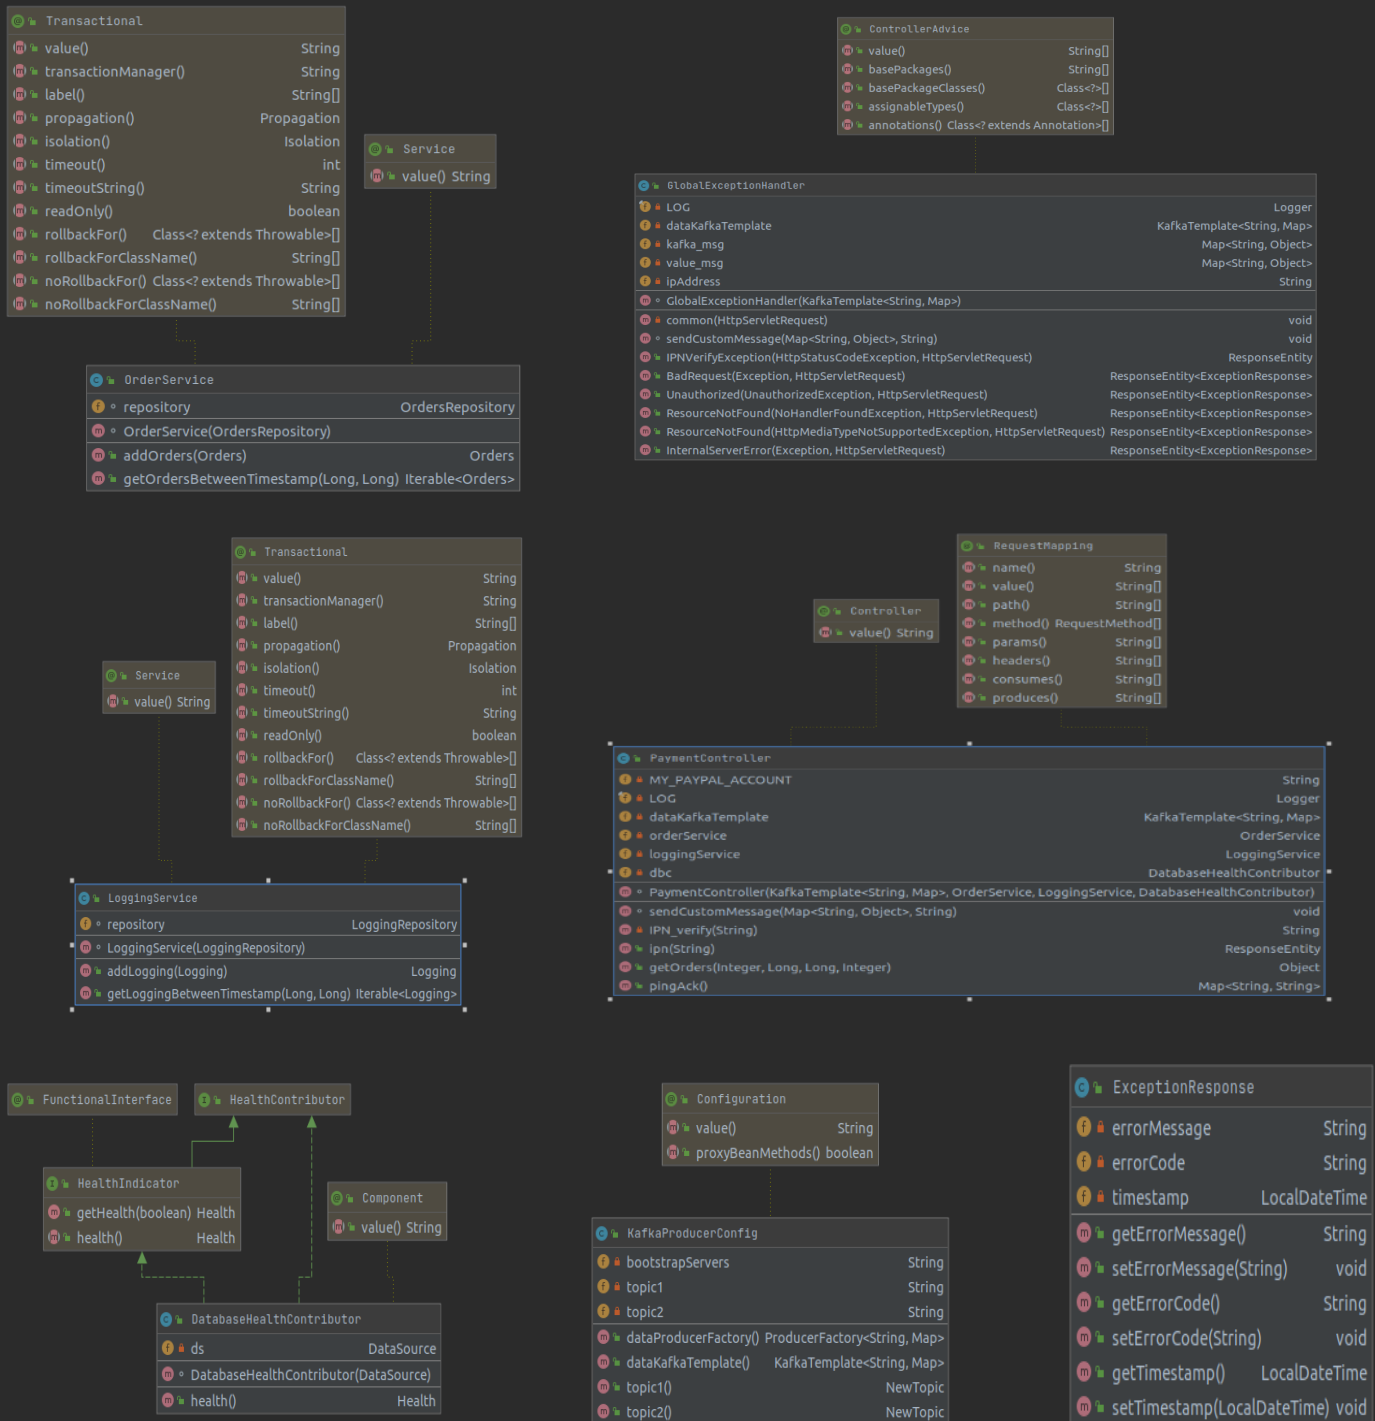 Transactional
value() String
transactionManager() String
label() String[]
propagation() Propagation
isolation() Isolation
timeout() int
timeoutString() String
readOnly() boolean
rollbackFor() Class<? extends Throwable>[]
rollbackForClassName() String[]
noRollbackFor() Class<? extends Throwable>[]
noRollbackForClassName() String[]
Service
value() String
OrderService
repository OrdersRepository
OrderService(OrdersRepository)
addOrders(Orders) Orders
getOrdersBetweenTimestamp(Long, Long) Iterable<Orders>
ControllerAdvice
value() String[]
basePackages() String[]
basePackageClasses() Class<?>[]
assignableTypes() Class<?>[]
annotations() Class<? extends Annotation>[]
GlobalExceptionHandler
LOG Logger
dataKafkaTemplate KafkaTemplate<String, Map>
kafka_msg Map<String, Object>
value_msg Map<String, Object>
ipAddress String
GlobalExceptionHandler(KafkaTemplate<String, Map>)
common(HttpServletRequest) void
sendCustomMessage(Map<String, Object>, String) void
IPNVerifyException(HttpStatusCodeException, HttpServletRequest) ResponseEntity
BadRequest(Exception, HttpServletRequest) ResponseEntity<ExceptionResponse>
Unauthorized(UnauthorizedException, HttpServletRequest) ResponseEntity<ExceptionResponse>
ResourceNotFound(NoHandlerFoundException, HttpServletRequest) ResponseEntity<ExceptionResponse>
ResourceNotFound(HttpMediaTypeNotSupportedException, HttpServletRequest) ResponseEntity<ExceptionResponse>
InternalServerError(Exception, HttpServletRequest) ResponseEntity<ExceptionResponse>
Transactional
value() String
transactionManager() String
label() String[]
propagation() Propagation
isolation() Isolation
timeout() int
timeoutString() String
readOnly() boolean
rollbackFor() Class<? extends Throwable>[]
rollbackForClassName() String[]
noRollbackFor() Class<? extends Throwable>[]
noRollbackForClassName() String[]
Service
value() String
LoggingService
repository LoggingRepository
LoggingService(LoggingRepository)
addLogging(Logging) Logging
getLoggingBetweenTimestamp(Long, Long) Iterable<Logging>
RequestMapping
name() String
value() String[]
path() String[]
method() RequestMethod[]
params() String[]
headers() String[]
consumes() String[]
produces() String[]
Controller
value() String
PaymentController
MY_PAYPAL_ACCOUNT String
LOG Logger
dataKafkaTemplate KafkaTemplate<String, Map>
orderService OrderService
loggingService LoggingService
dbc DatabaseHealthContributor
PaymentController(KafkaTemplate<String, Map>, OrderService, LoggingService, DatabaseHealthContributor)
sendCustomMessage(Map<String, Object>, String) void
IPN_verify(String) String
ipn(String) ResponseEntity
getOrders(Integer, Long, Long, Integer) Object
pingAck() Map<String, String>
FunctionalInterface
HealthContributor
HealthIndicator
getHealth(boolean) Health
health() Health
Component
value() String
DatabaseHealthContributor
ds DataSource
DatabaseHealthContributor(DataSource)
health() Health
Configuration
value() String
proxyBeanMethods() boolean
KafkaProducerConfig
bootstrapServers String
topic1 String
topic2 String
dataProducerFactory() ProducerFactory<String, Map>
dataKafkaTemplate() KafkaTemplate<String, Map>
topic1() NewTopic
topic2() NewTopic
ExceptionResponse
errorMessage String
errorCode String
timestamp LocalDateTime
getErrorMessage() String
setErrorMessage(String) void
getErrorCode() String
setErrorCode(String) void
getTimestamp() LocalDateTime
setTimestamp(LocalDateTime) void